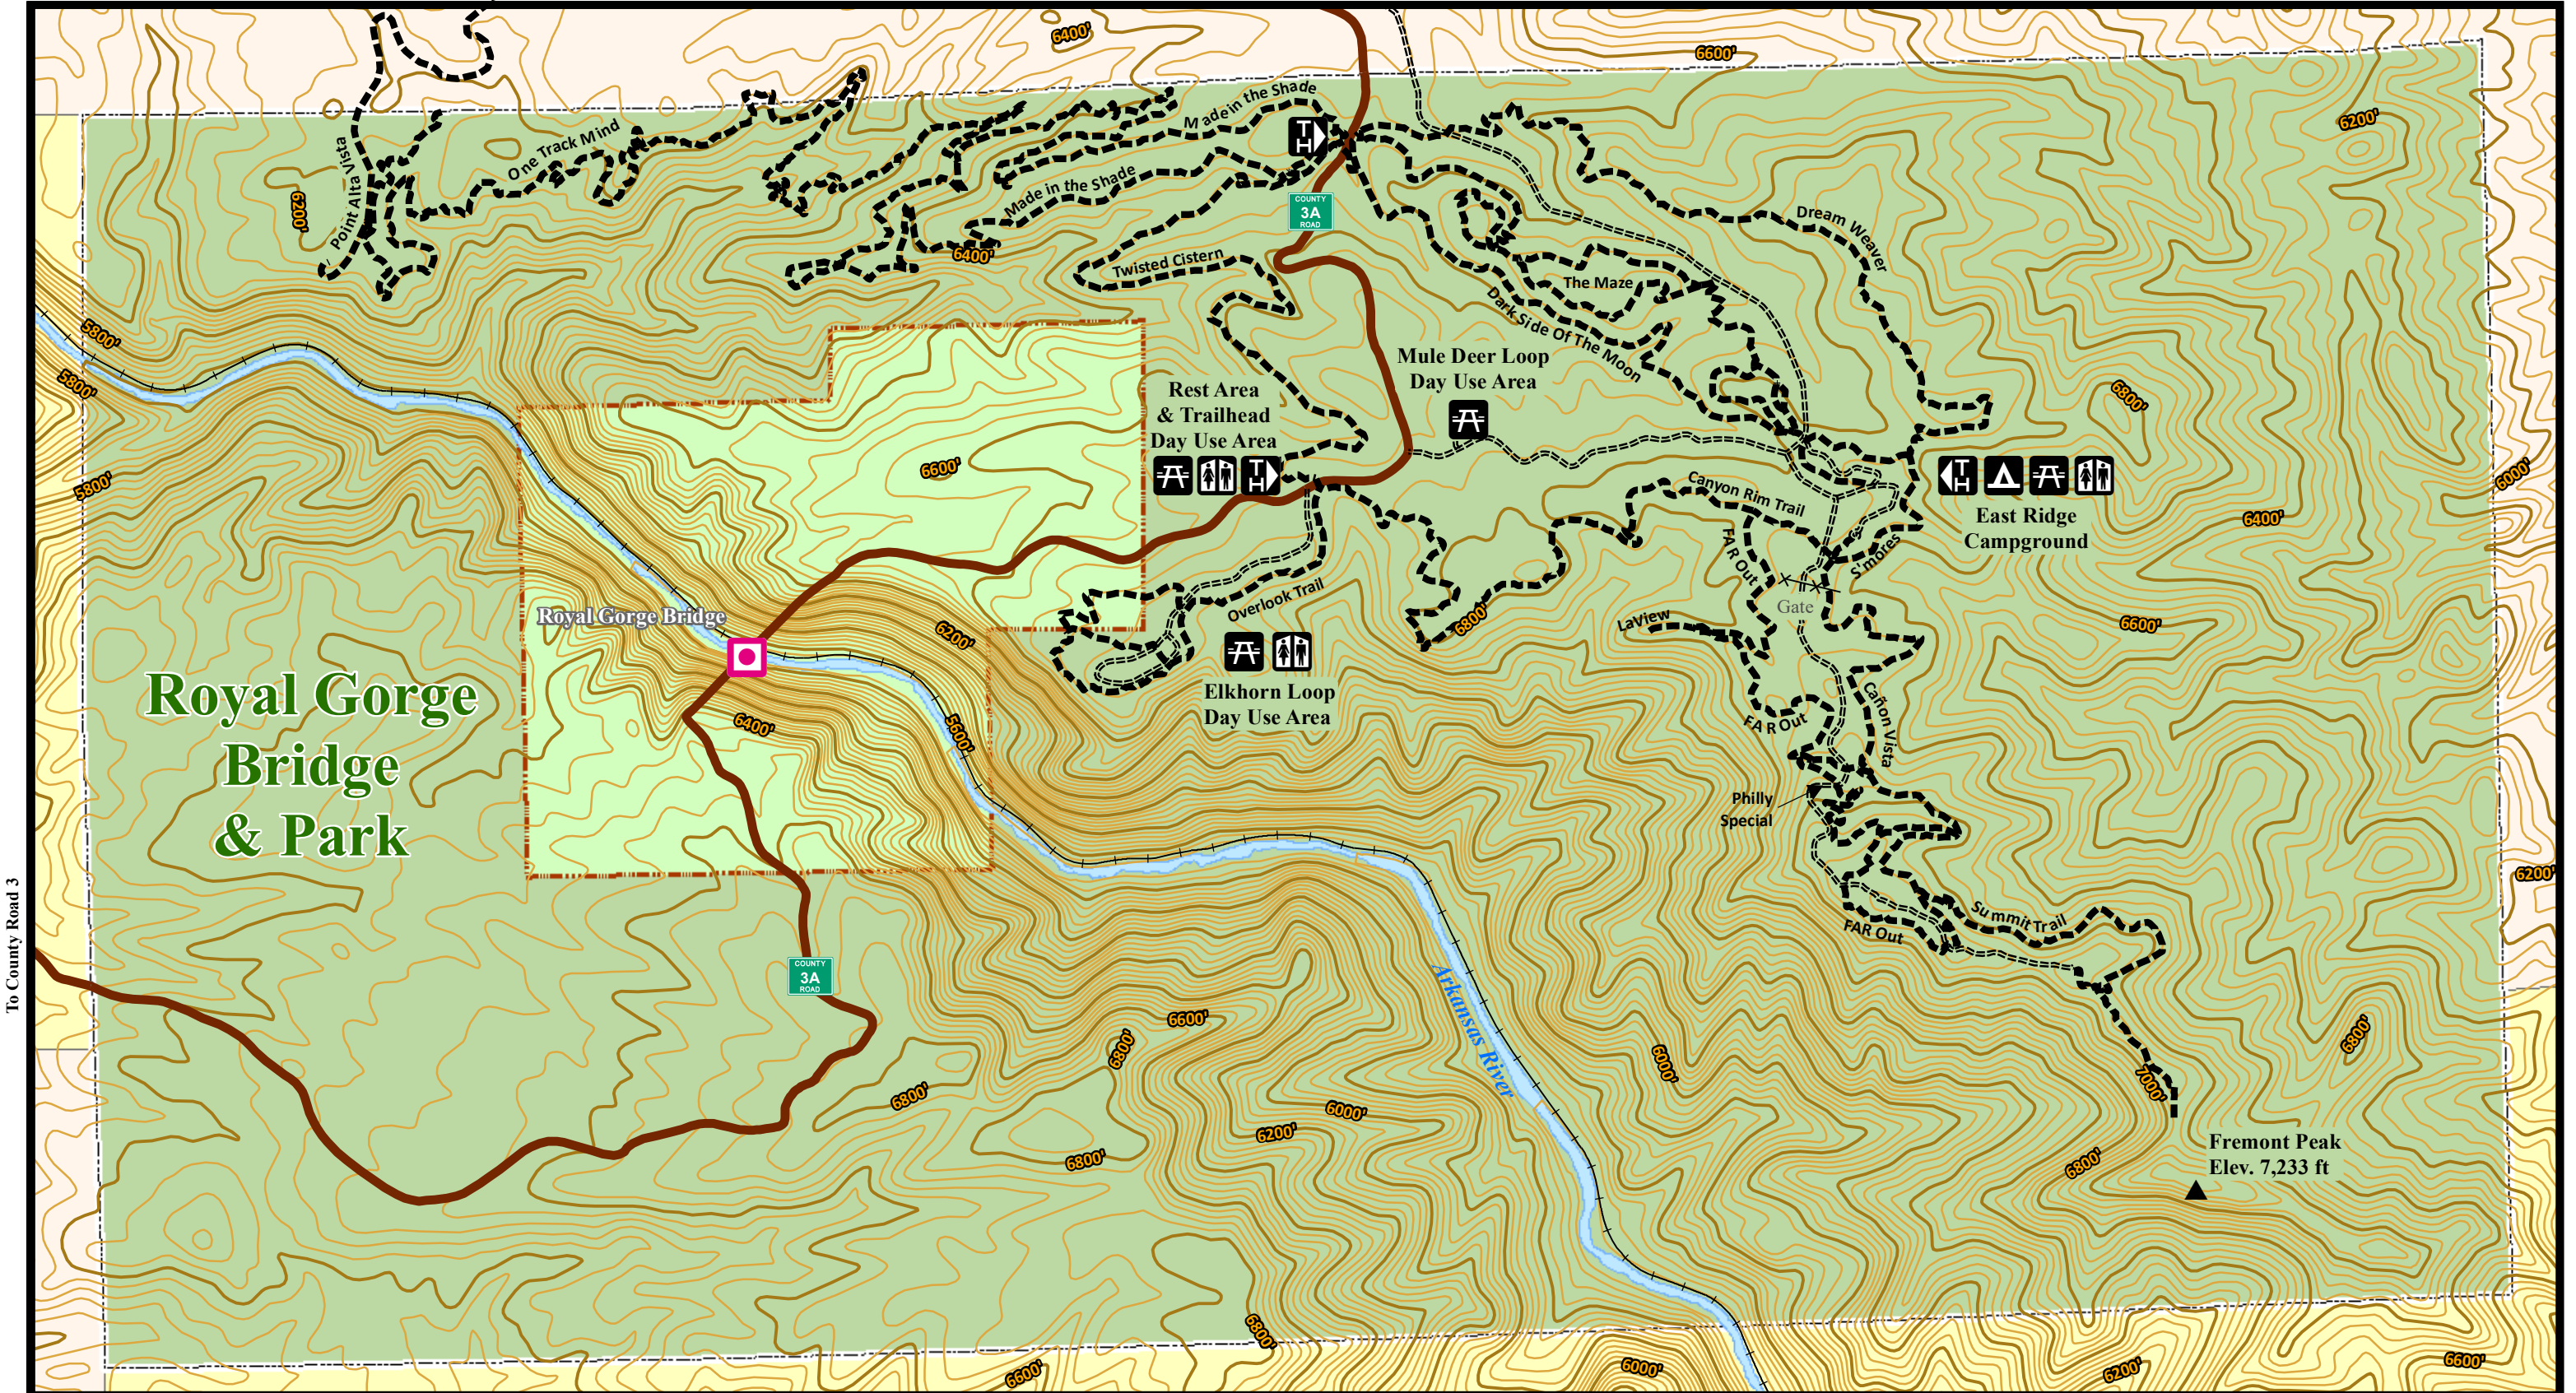 6400'
6600'
6200'
Made in the Shade
T
H
One Track Mind
Point Alta Vista
6200'
Made in the Shade
COUNTY
3A
ROAD
Dream Weaver
6400'
Twisted Cistern
The Maze
Dark Side Of The Moon
5800'
5800'
5800'
Mule Deer Loop
Day Use Area
Rest Area
& Trailhead
Day Use Area
T
H
6600'
6800'
6000'
Canyon Rim Trail
T
H
East Ridge
Campground
6400'
FAR Out
S'mores
Gate
Overlook Trail
LaView
6800'
6600'
Royal Gorge Bridge
6200'
Elkhorn Loop
Day Use Area
6400'
5600'
FAR Out
Cañon Vista
Royal Gorge
Bridge
& Park
Philly
Special
6200'
To County Road 3
Summit Trail
FAR Out
COUNTY
3A
ROAD
Arkansas River
6600'
6800'
6000'
6800'
7000'
6800'
6000'
6200'
6800'
6800'
Fremont Peak
Elev. 7,233 ft
6800'
6600'
6000'
6200'
6600'